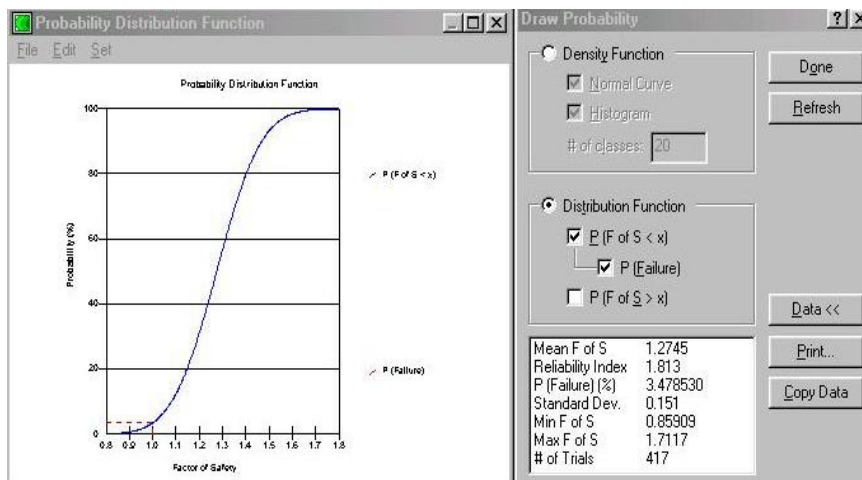 Probability Distribution Function
File Edit Set
Probability Distribution Function
100
80
60
40
20
0
0.8 0.9 1.0 1.1 1.2 1.3 1.4 1.5 1.6 1.7 1.8
Probability (%)
Factor of Safety
P (F of S < x)
P (Failure)
Draw Probability
Density Function
Normal Curve
Histogram
# of classes: 20
Distribution Function
P (F of S < x)
P (Failure)
P (F of S > x)
Done
Refresh
Data <<
Print...
Copy Data
Mean F of S 1.2745
Reliability Index 1.813
P (Failure) (%) 3.478530
Standard Dev. 0.151
Min F of S 0.85909
Max F of S 1.7117
# of Trials 417